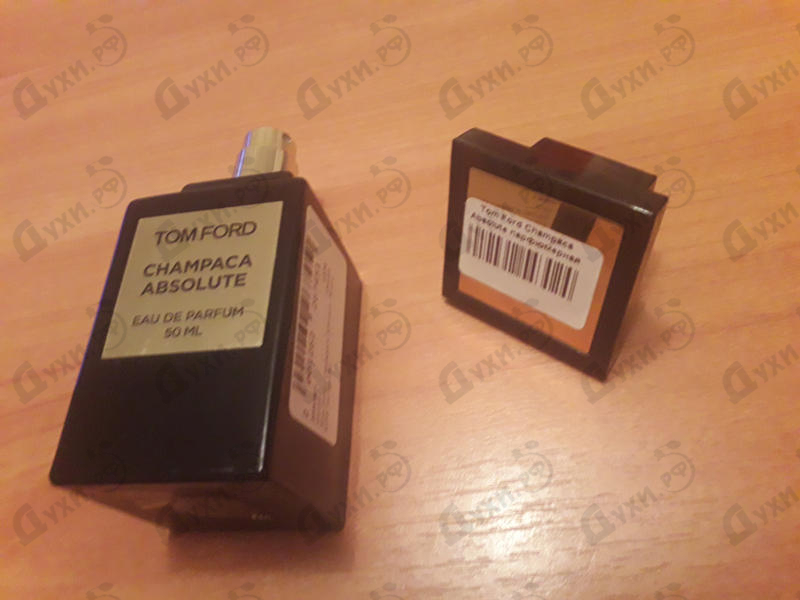 TOM FORD
CHAMPACA
ABSOLUTE
EAU DE PARFUM
50 ML
Tom Ford Champaca
Absolute парфюмерная
Духи.рф